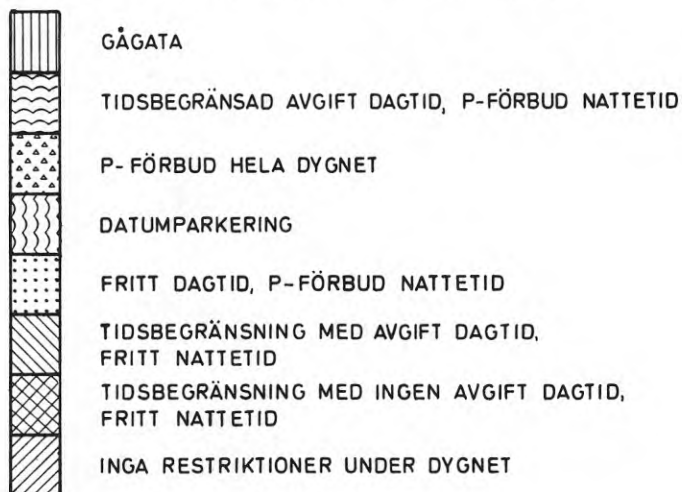 GÅGATA
TIDSBEGRÄNSAD AVGIFT DAGTID, P-FÖRBUD NATTETID
P-FÖRBUD HELA DYGNET
DATUMPARKERING
FRITT DAGTID, P-FÖRBUD NATTETID
TIDSBEGRÄNSNING MED AVGIFT DAGTID,
FRITT NATTETID
TIDSBEGRÄNSNING MED INGEN AVGIFT DAGTID,
FRITT NATTETID
INGA RESTRIKTIONER UNDER DYGNET